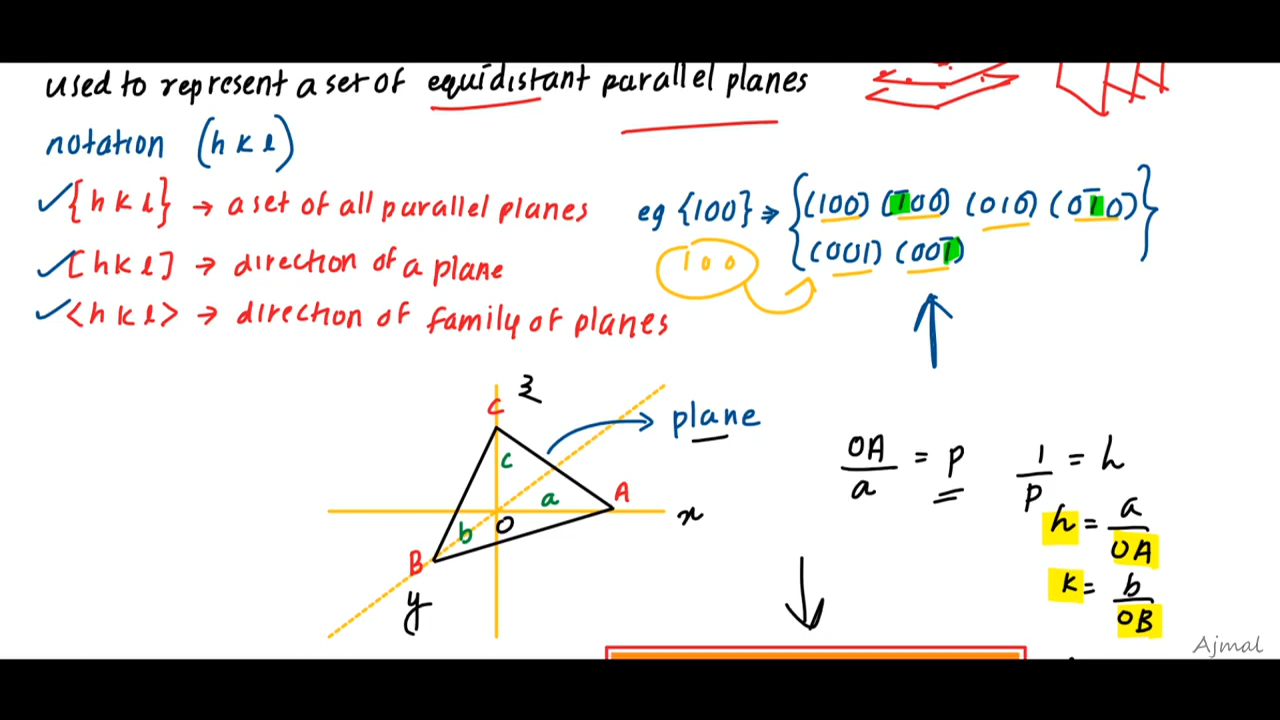 used to represent a set of equidistant parallel planes
notation (h k l)
{h k l} → a set of all parallel planes
[h k l] → direction of a plane
<h k l> → direction of family of planes
eg {100} ⇒ {(100) (1̅00) (010) (01̅0)
(001) (001̅)}
100
z
C
plane
c
a
A
x
O
b
B
y
OA/a = p
1/p = h
h = a/OA
k = b/OB
Ajmal